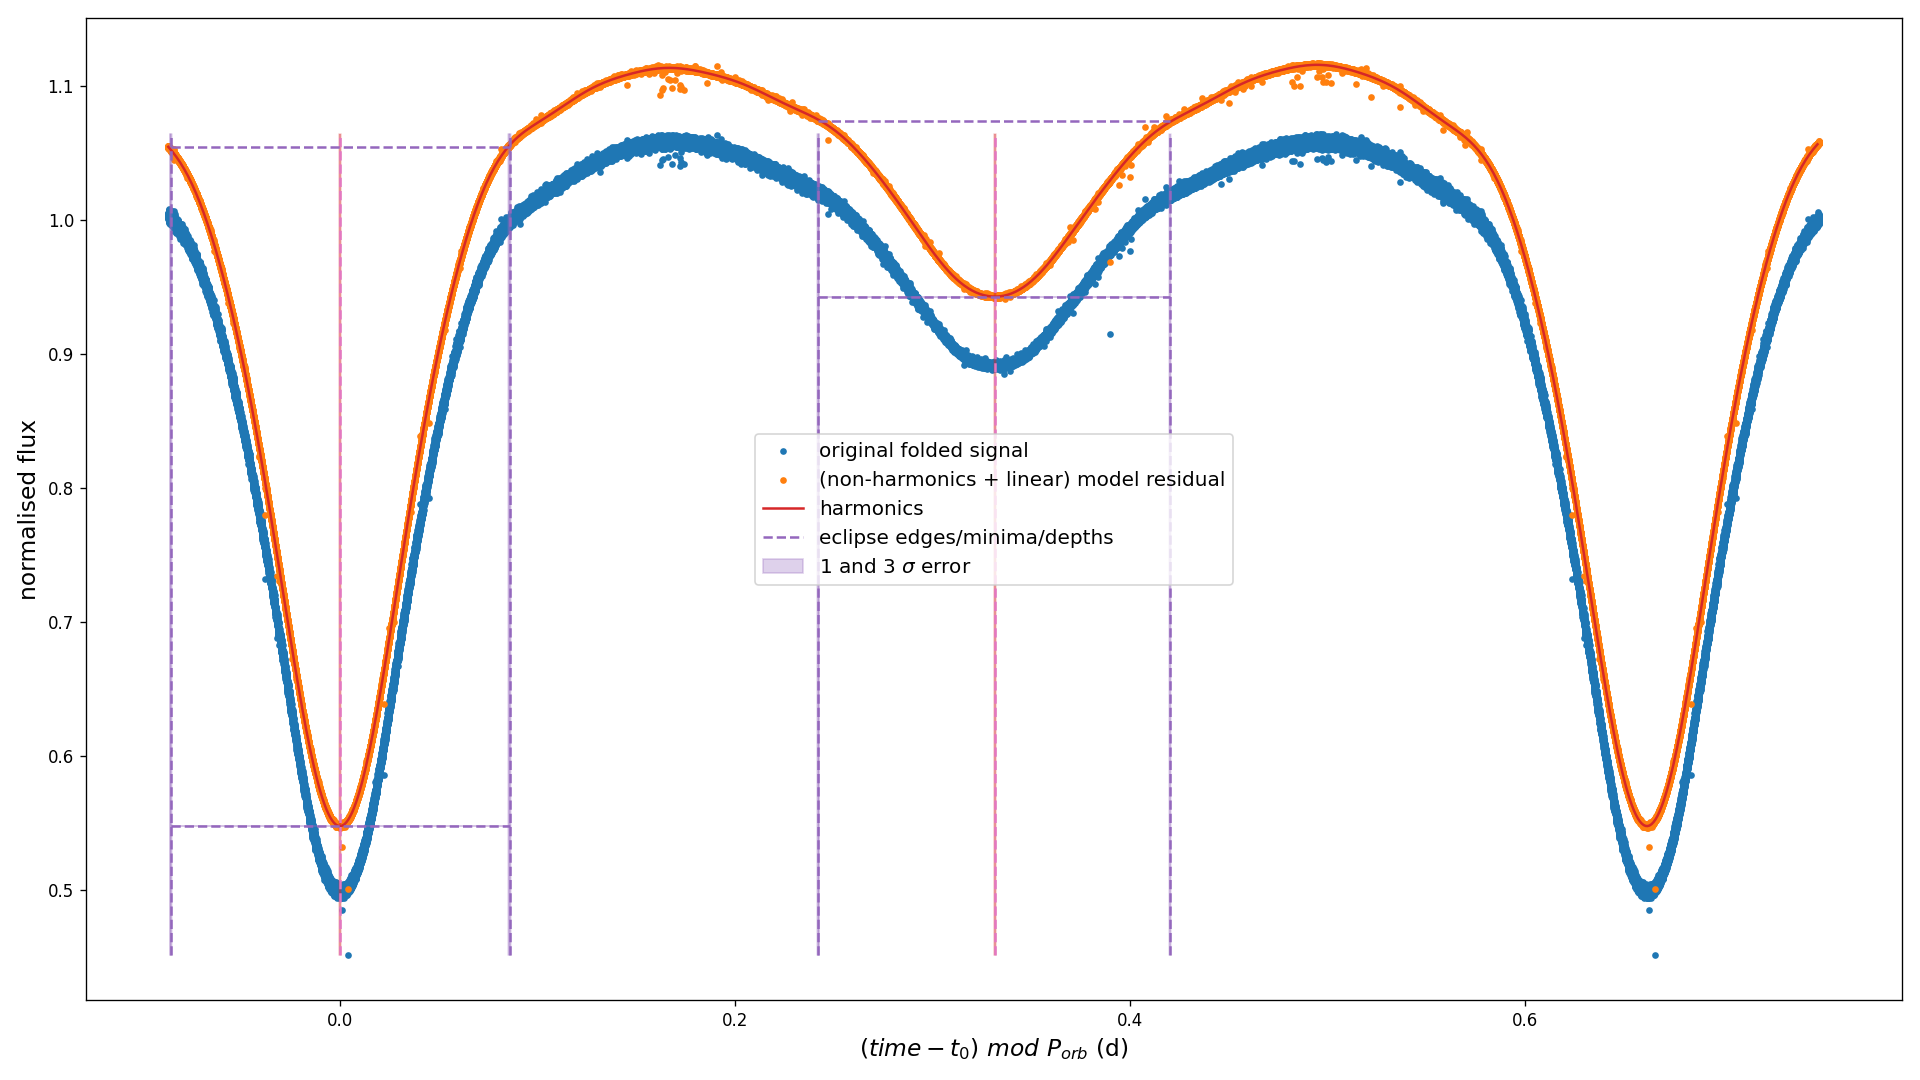 normalised flux
1.1
1.0
0.9
0.8
0.7
0.6
0.5
original folded signal
(non-harmonics + linear) model residual
harmonics
eclipse edges/minima/depths
1 and 3 σ error
0.0 0.2 0.4 0.6
(time − t₀) mod Pₒᵣb (d)